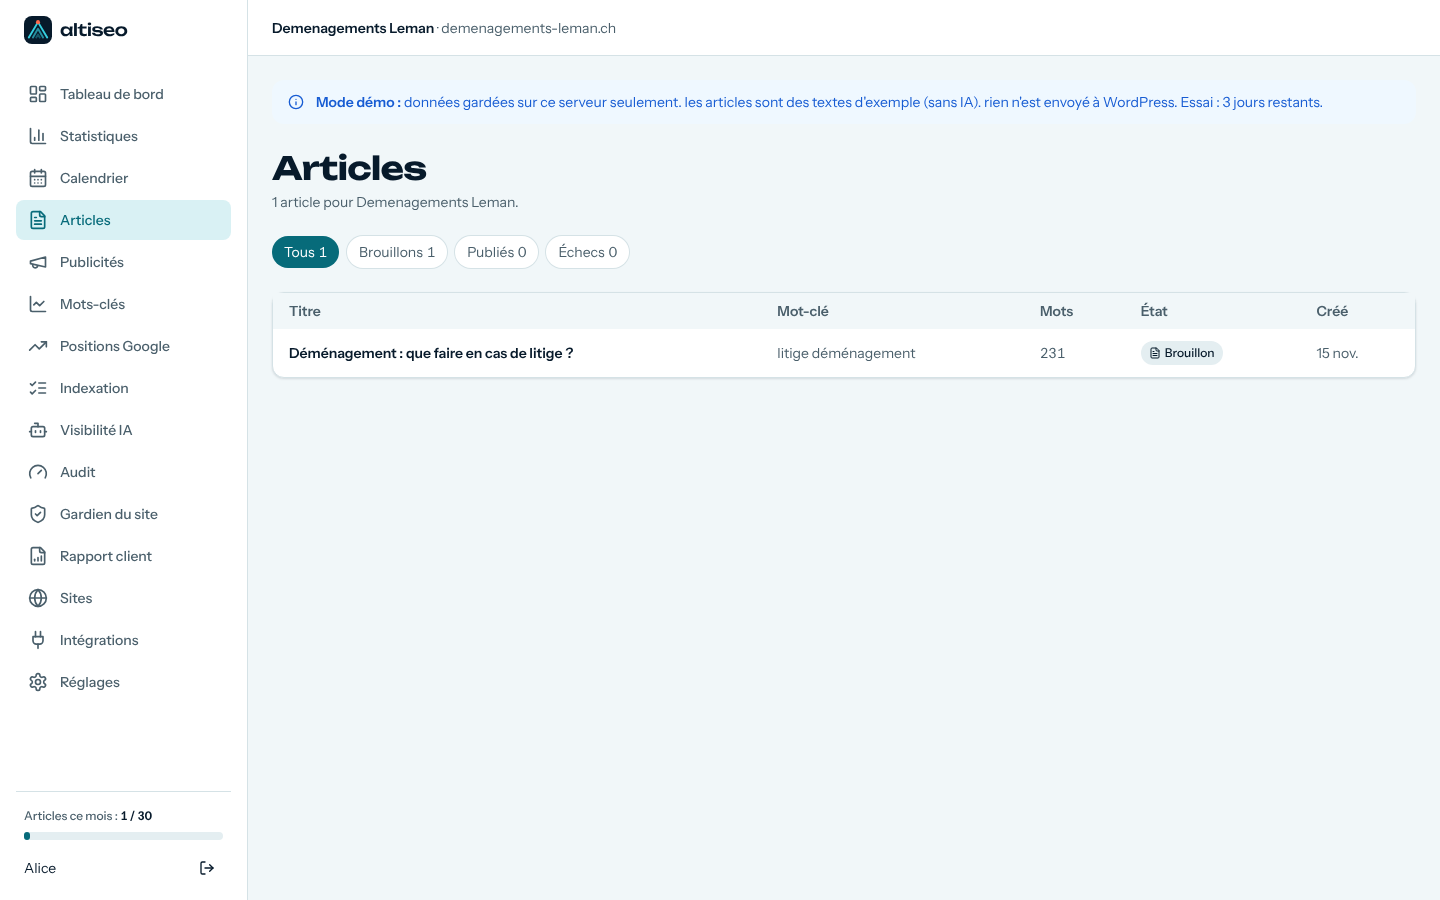 altiseo
Demenagements Leman · demenagements-leman.ch
Tableau de bord
Statistiques
Calendrier
Articles
Publicités
Mots-clés
Positions Google
Indexation
Visibilité IA
Audit
Gardien du site
Rapport client
Sites
Intégrations
Réglages
Articles ce mois : 1 / 30
Alice
Mode démo : données gardées sur ce serveur seulement. les articles sont des textes d'exemple (sans IA). rien n'est envoyé à WordPress. Essai : 3 jours restants.
Articles
1 article pour Demenagements Leman.
Tous 1 Brouillons 1 Publiés 0 Échecs 0
Titre Mot-clé Mots État Créé
Déménagement : que faire en cas de litige ? litige déménagement 231 Brouillon 15 nov.